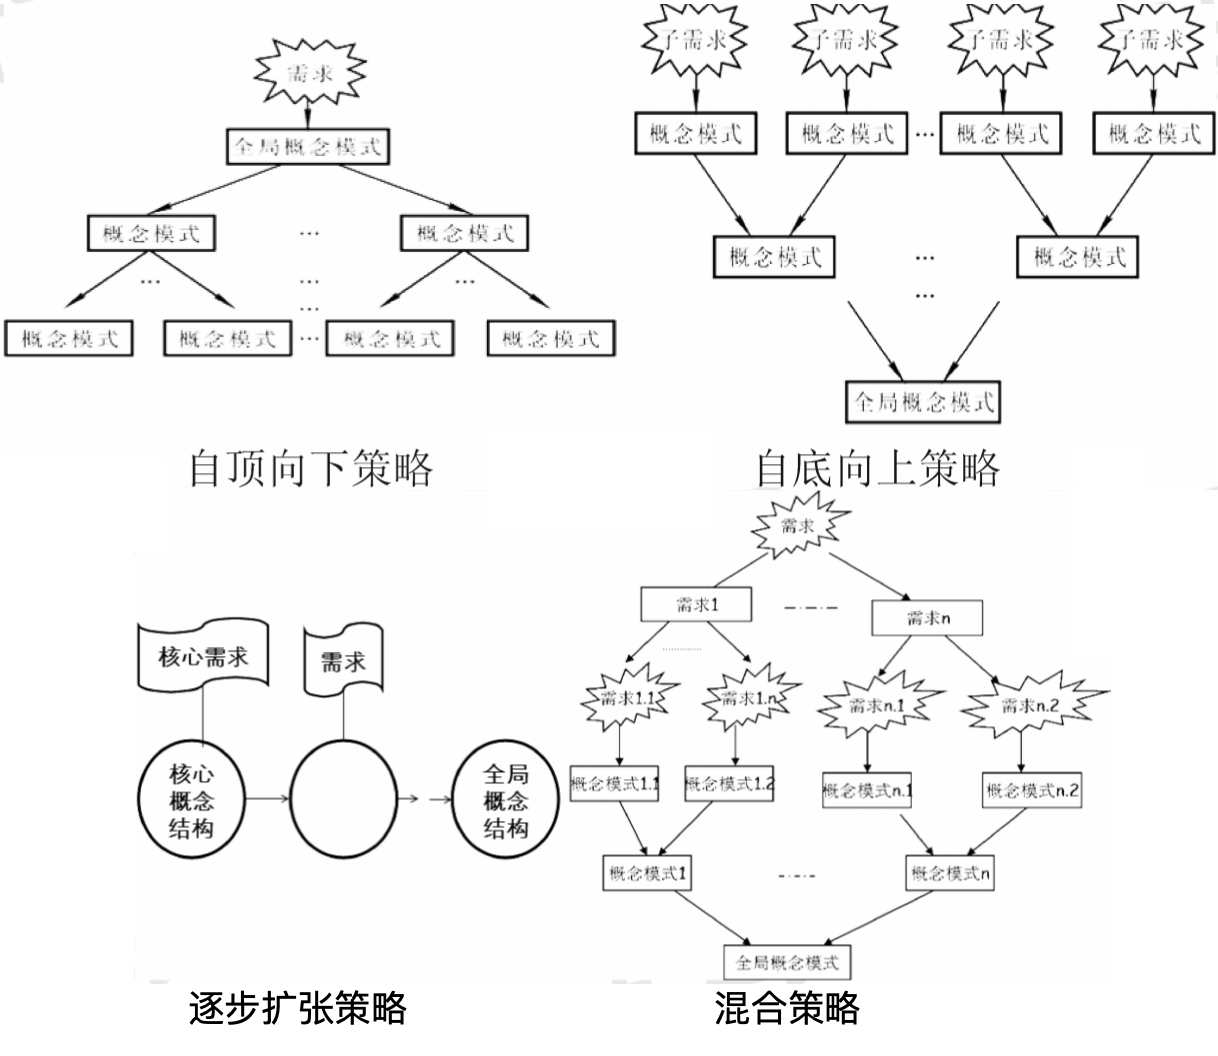 需求
全局概念模式
概念模式 … 概念模式
… … …
…
概念模式 概念模式 … 概念模式 概念模式
自顶向下策略
子需求 子需求 子需求 子需求
概念模式 概念模式 … 概念模式 概念模式
概念模式 … 概念模式
…
全局概念模式
自底向上策略
核心需求 需求
核心
概念
结构
全局
概念
结构
逐步扩张策略
需求
需求1 需求n
需求1.1 需求1.n 需求n.1 需求n.2
概念模式1.1 概念模式1.2 概念模式n.1 概念模式n.2
概念模式1 概念模式n
全局概念模式
混合策略